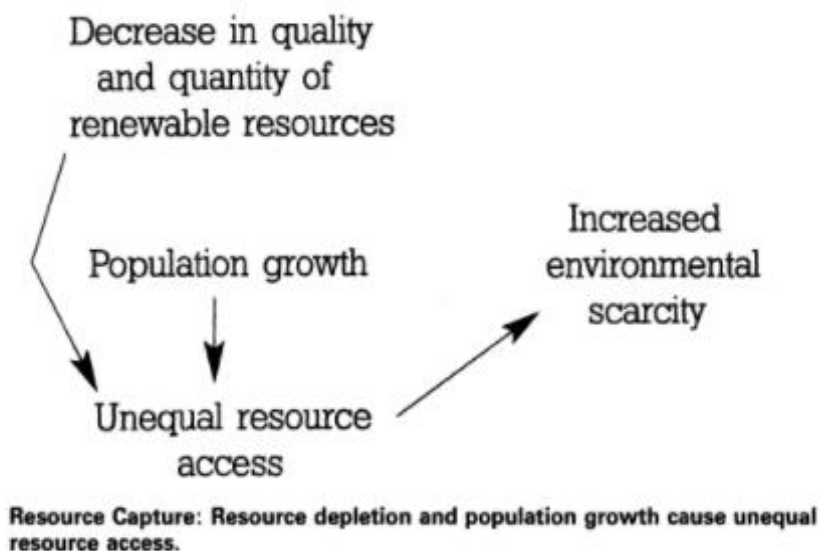 Decrease in quality
and quantity of
renewable resources
Population growth
Increased
environmental
scarcity
Unequal resource
access
Resource Capture: Resource depletion and population growth cause unequal
resource access.